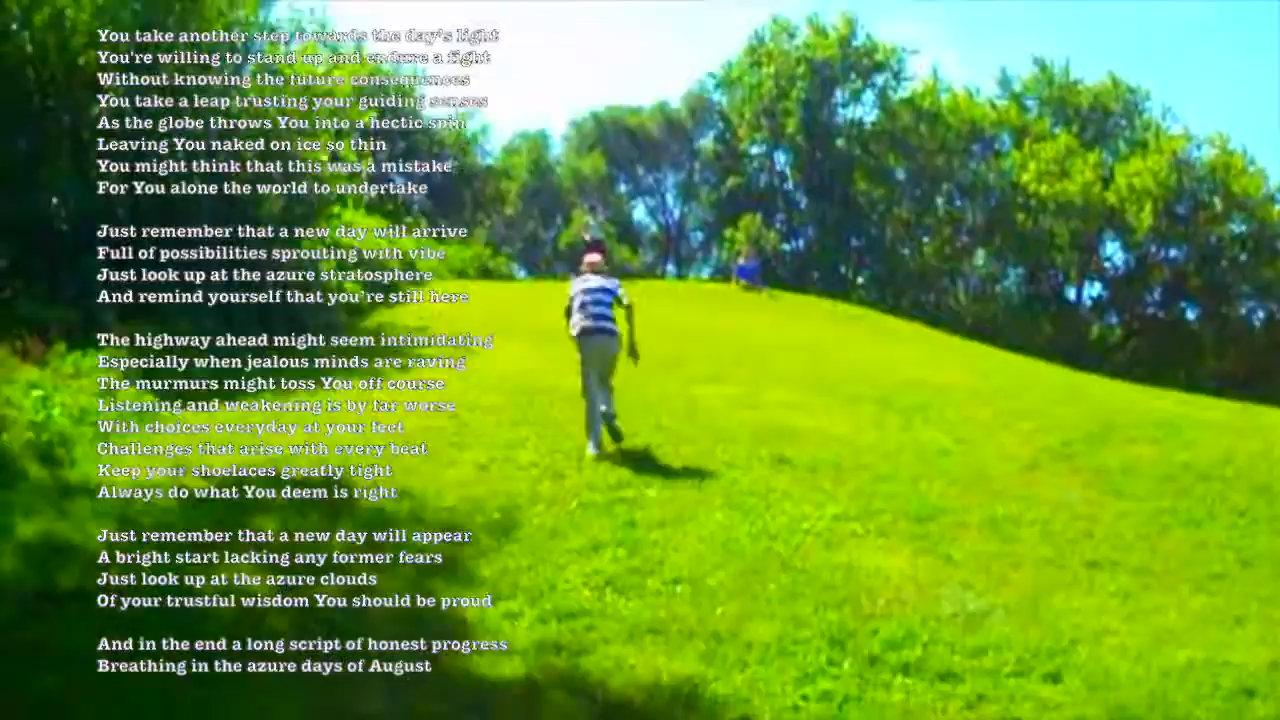 You take another step towards the day's light
You're willing to stand up and endure a fight
Without knowing the future consequences
You take a leap trusting your guiding senses
As the globe throws You into a hectic spin
Leaving You naked on ice so thin
You might think that this was a mistake
For You alone the world to undertake

Just remember that a new day will arrive
Full of possibilities sprouting with vibe
Just look up at the azure stratosphere
And remind yourself that you're still here

The highway ahead might seem intimidating
Especially when jealous minds are raving
The murmurs might toss You off course
Listening and weakening is by far worse
With choices everyday at your feet
Challenges that arise with every beat
Keep your shoelaces greatly tight
Always do what You deem is right

Just remember that a new day will appear
A bright start lacking any former fears
Just look up at the azure clouds
Of your trustful wisdom You should be proud

And in the end a long script of honest progress
Breathing in the azure days of August